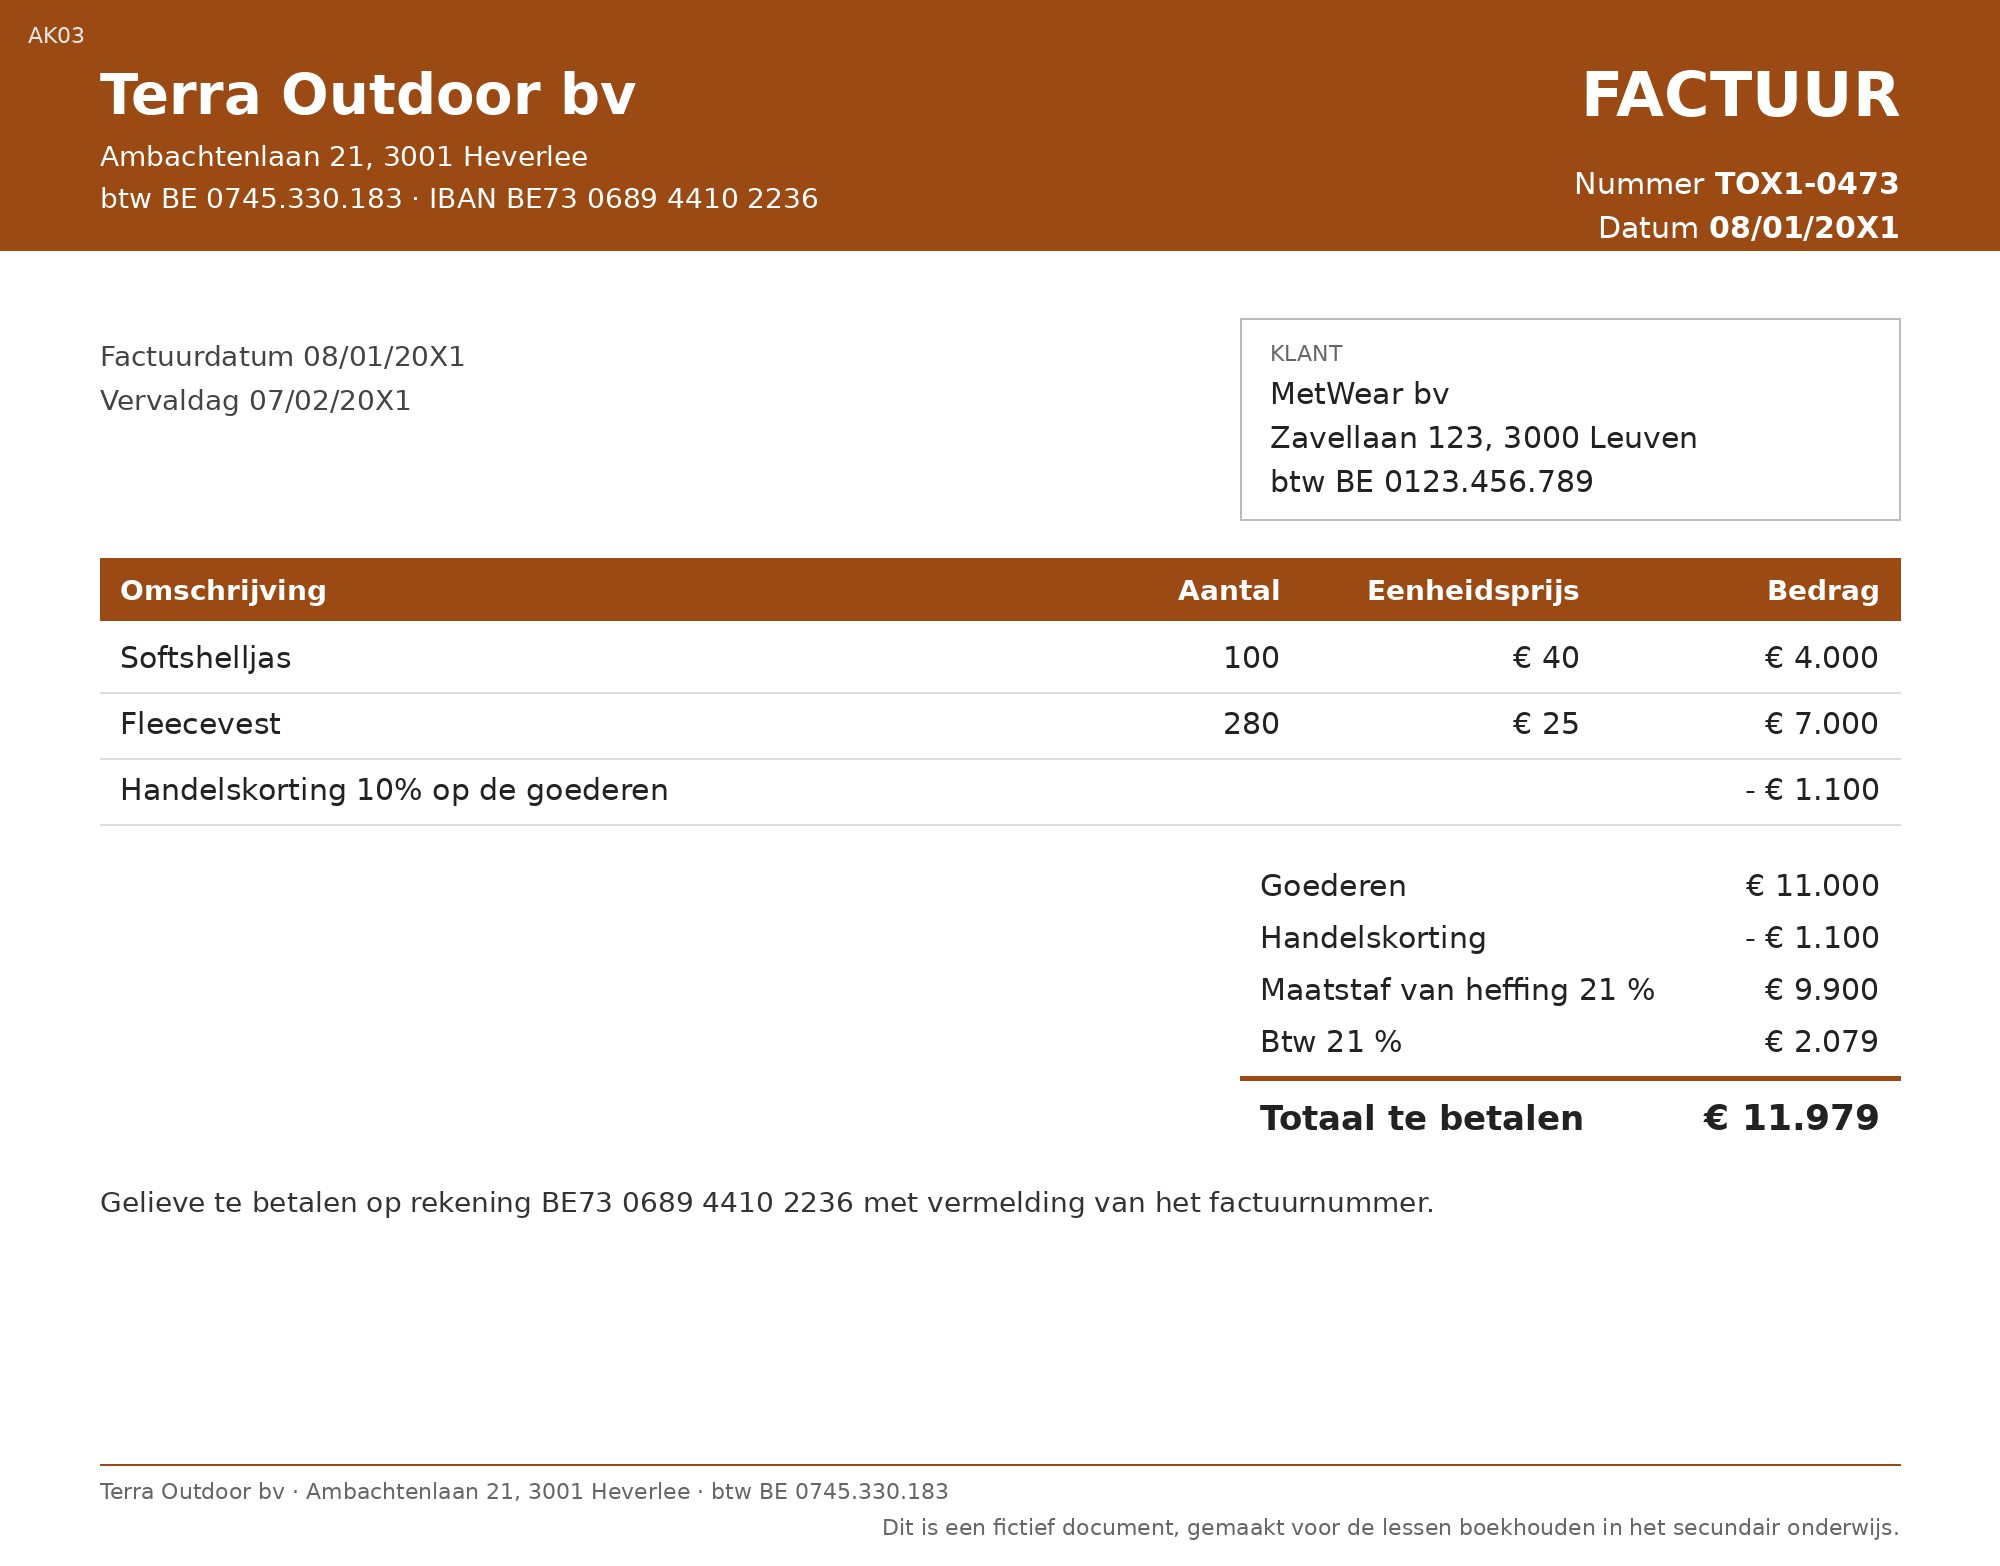 AK03
Terra Outdoor bv
FACTUUR
Ambachtenlaan 21, 3001 Heverlee
btw BE 0745.330.183 · IBAN BE73 0689 4410 2236
Nummer TOX1-0473
Datum 08/01/20X1
Factuurdatum 08/01/20X1
Vervaldag 07/02/20X1
KLANT
MetWear bv
Zavellaan 123, 3000 Leuven
btw BE 0123.456.789
Omschrijving Aantal Eenheidsprijs Bedrag
Softshelljas 100 € 40 € 4.000
Fleecevest 280 € 25 € 7.000
Handelskorting 10% op de goederen - € 1.100
Goederen € 11.000
Handelskorting - € 1.100
Maatstaf van heffing 21 % € 9.900
Btw 21 % € 2.079
Totaal te betalen € 11.979
Gelieve te betalen op rekening BE73 0689 4410 2236 met vermelding van het factuurnummer.
Terra Outdoor bv · Ambachtenlaan 21, 3001 Heverlee · btw BE 0745.330.183
Dit is een fictief document, gemaakt voor de lessen boekhouden in het secundair onderwijs.